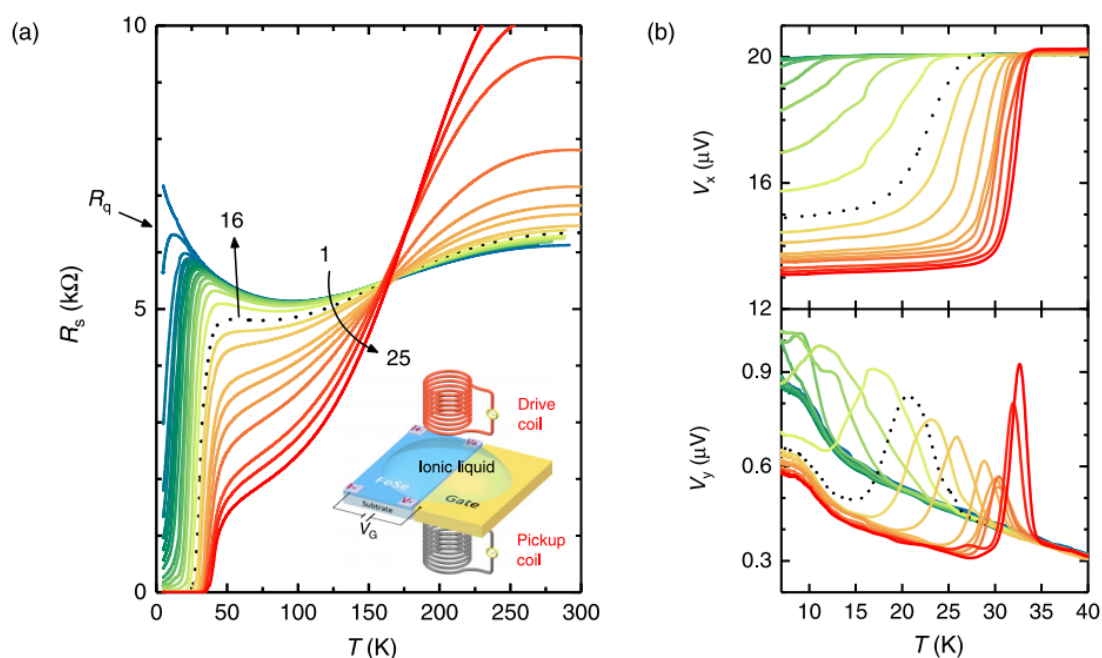 (a)
10
5
0
R_s (kΩ)
R_q
16
1
25
0 50 100 150 200 250 300
T (K)
Drive
coil
Ionic liquid
FeSe
Gate
Subtrate
V_G
Pickup
coil
I+
V+
V-
(b)
20
16
12
V_x (μV)
0.9
0.6
0.3
V_y (μV)
10 15 20 25 30 35 40
T (K)